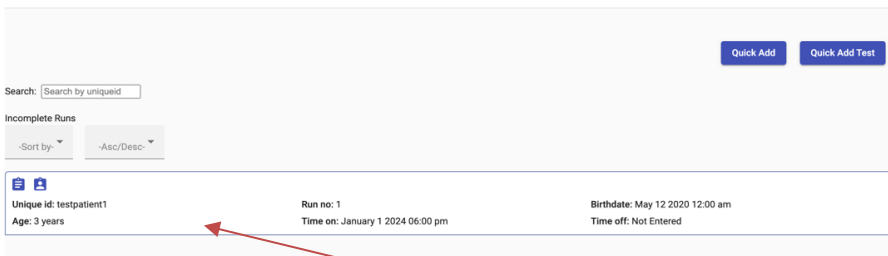 Quick Add Quick Add Test
Search: Search by uniqueid
Incomplete Runs
-Sort by- -Asc/Desc-
Unique id: testpatient1 Run no: 1 Birthdate: May 12 2020 12:00 am
Age: 3 years Time on: January 1 2024 06:00 pm Time off: Not Entered